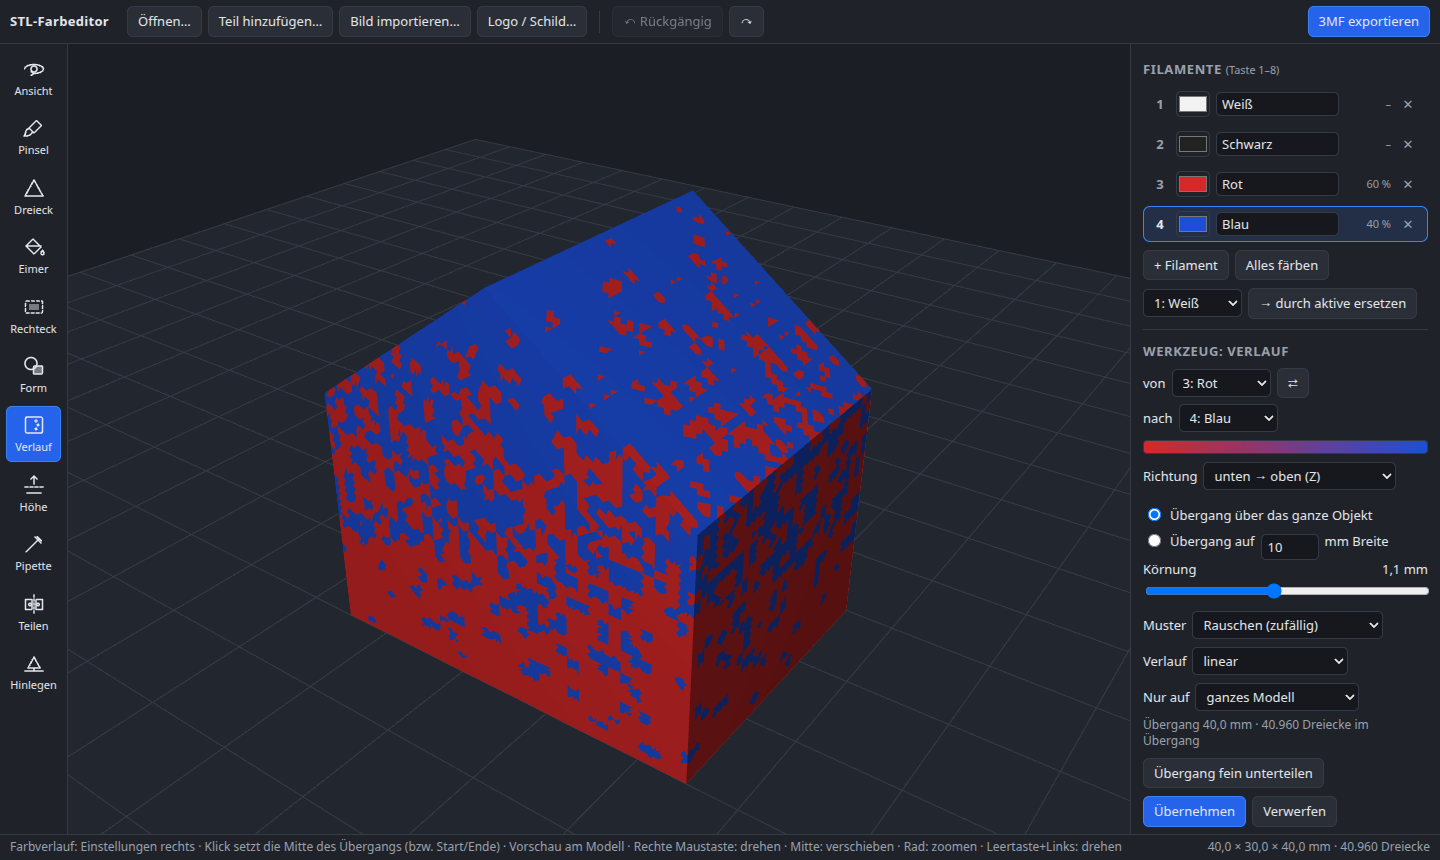 STL-Farbeditor Öffnen... Teil hinzufügen... Bild importieren... Logo / Schild... ↶ Rückgängig ↷ 3MF exportieren
Ansicht
Pinsel
Dreieck
Eimer
Rechteck
Form
Verlauf
Höhe
Pipette
Teilen
Hinlegen
FILAMENTE (Taste 1–8)
1 Weiß – ✕
2 Schwarz – ✕
3 Rot 60 % ✕
4 Blau 40 % ✕
+ Filament Alles färben
1: Weiß → durch aktive ersetzen
WERKZEUG: VERLAUF
von 3: Rot ⇄
nach 4: Blau
Richtung unten → oben (Z)
Übergang über das ganze Objekt
Übergang auf 10 mm Breite
Körnung 1,1 mm
Muster Rauschen (zufällig)
Verlauf linear
Nur auf ganzes Modell
Übergang 40,0 mm · 40.960 Dreiecke im
Übergang
Übergang fein unterteilen
Übernehmen Verwerfen
Farbverlauf: Einstellungen rechts · Klick setzt die Mitte des Übergangs (bzw. Start/Ende) · Vorschau am Modell · Rechte Maustaste: drehen · Mitte: verschieben · Rad: zoomen · Leertaste+Links: drehen 40,0 × 30,0 × 40,0 mm · 40.960 Dreiecke